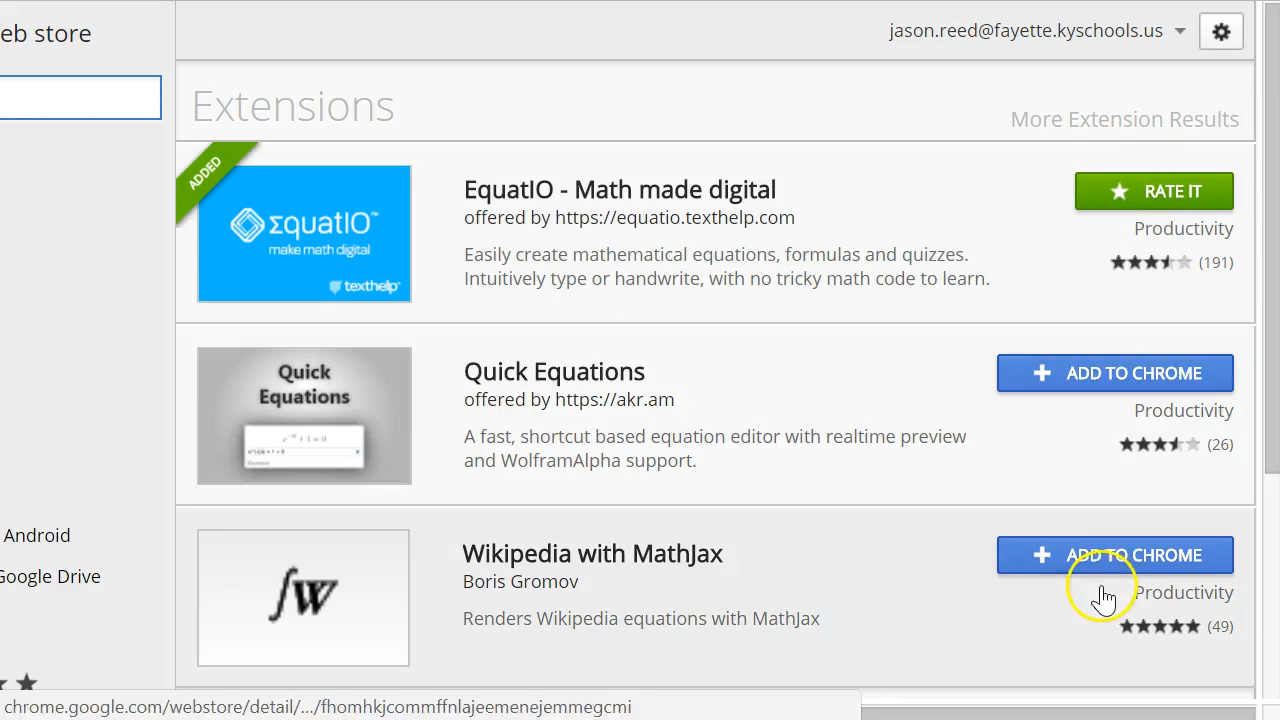 eb store
jason.reed@fayette.kyschools.us
Extensions
More Extension Results
ADDED
ΣquatIO™
make math digital
texthelp
EquatIO - Math made digital
offered by https://equatio.texthelp.com
Easily create mathematical equations, formulas and quizzes.
Intuitively type or handwrite, with no tricky math code to learn.
RATE IT
Productivity
(191)
Quick
Equations
Quick Equations
offered by https://akr.am
A fast, shortcut based equation editor with realtime preview
and WolframAlpha support.
ADD TO CHROME
Productivity
(26)
Android
Google Drive
∫W
Wikipedia with MathJax
Boris Gromov
Renders Wikipedia equations with MathJax
ADD TO CHROME
Productivity
(49)
chrome.google.com/webstore/detail/.../fhomhkjcommffnlajeemenejemmegcmi